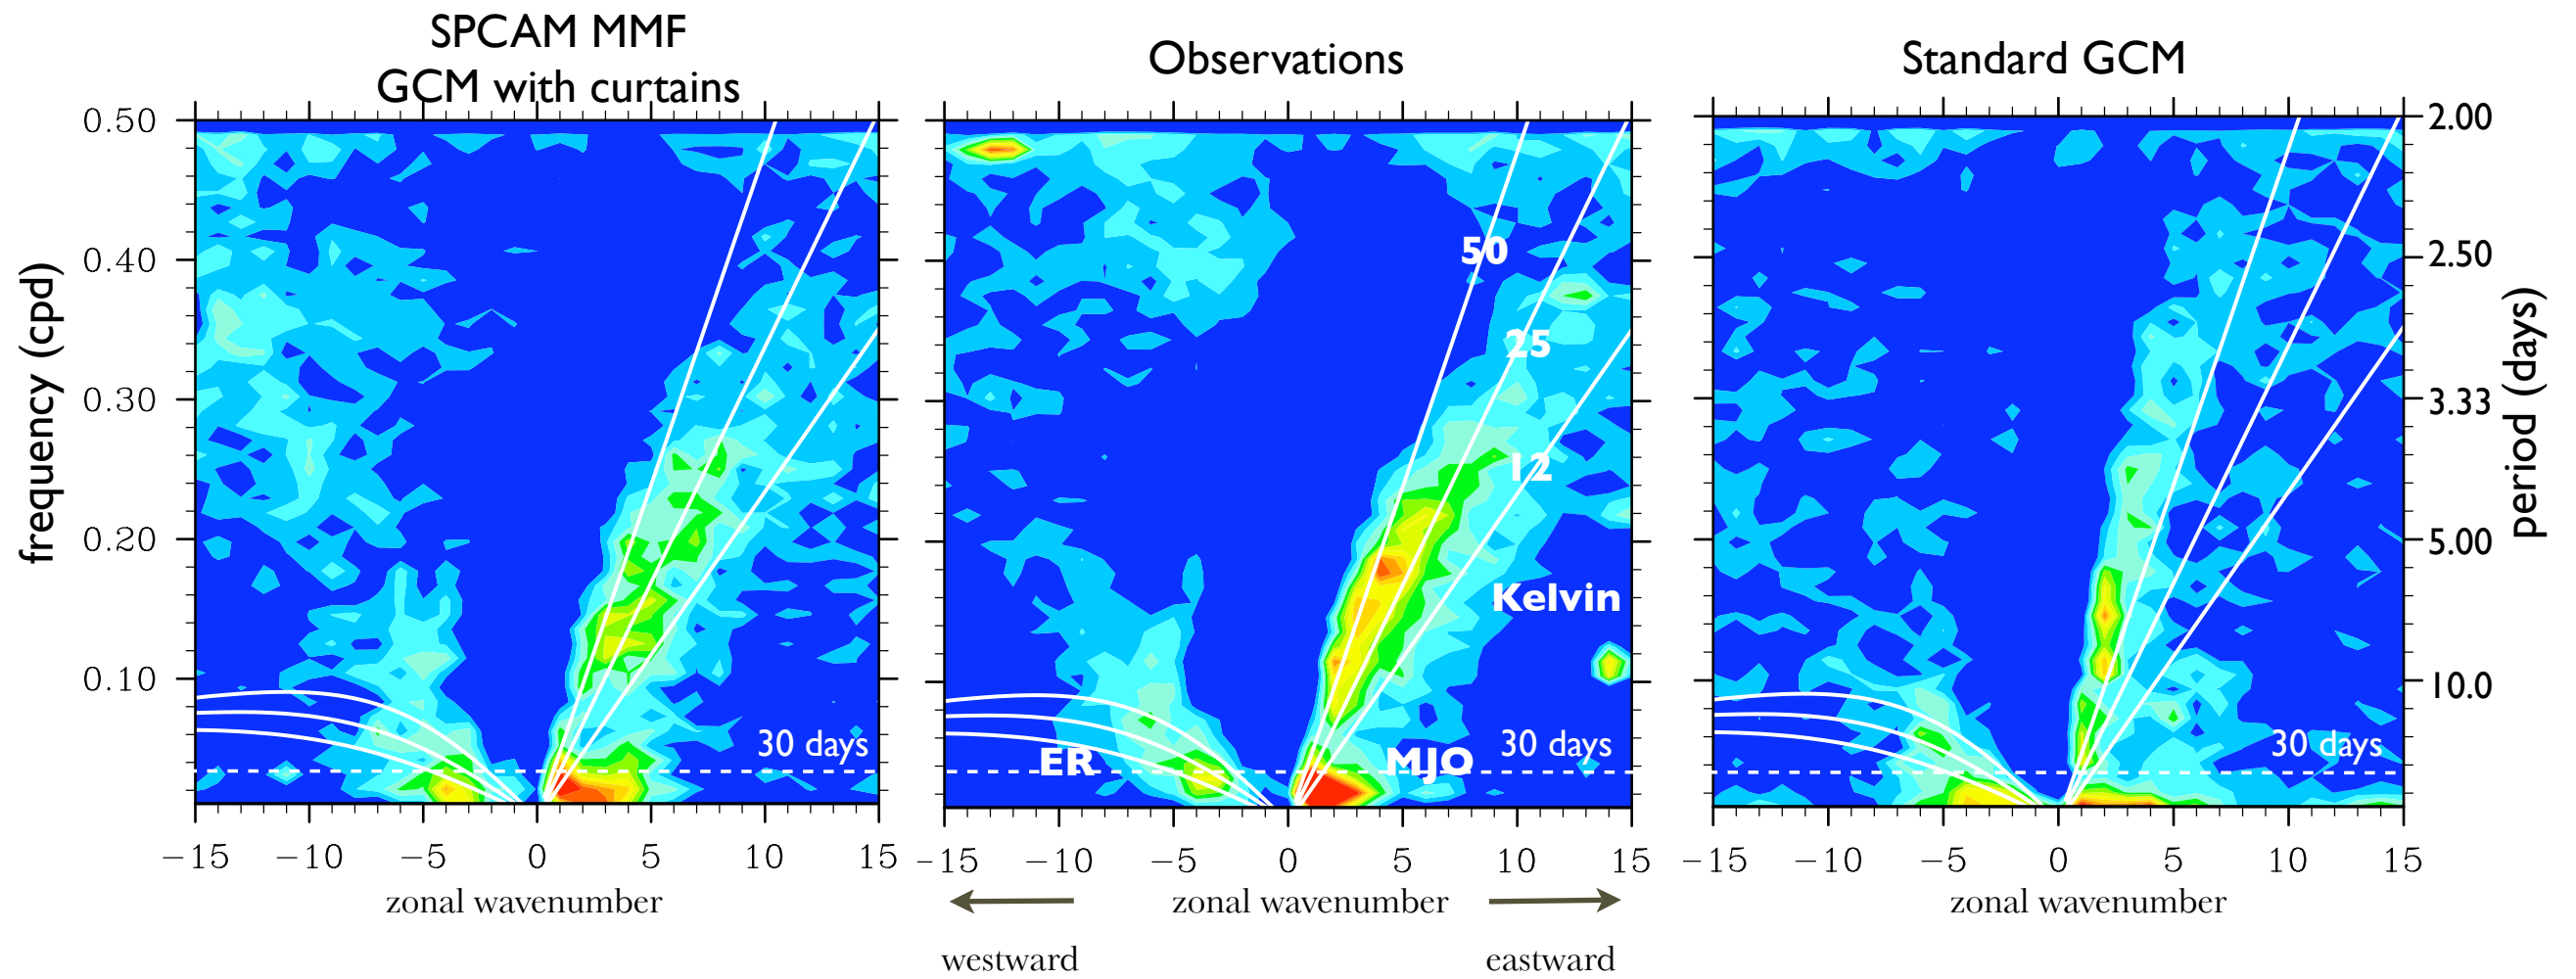 SPCAM MMF
GCM with curtains
Observations
Standard GCM
frequency (cpd)
0.50
0.40
0.30
0.20
0.10
30 days
−15 −10 −5 0 5 10 15
zonal wavenumber
50
25
12
Kelvin
ER
MJO
30 days
−15 −10 −5 0 5 10 15
zonal wavenumber
westward
eastward
30 days
−15 −10 −5 0 5 10 15
zonal wavenumber
2.00
2.50
3.33
5.00
10.0
period (days)